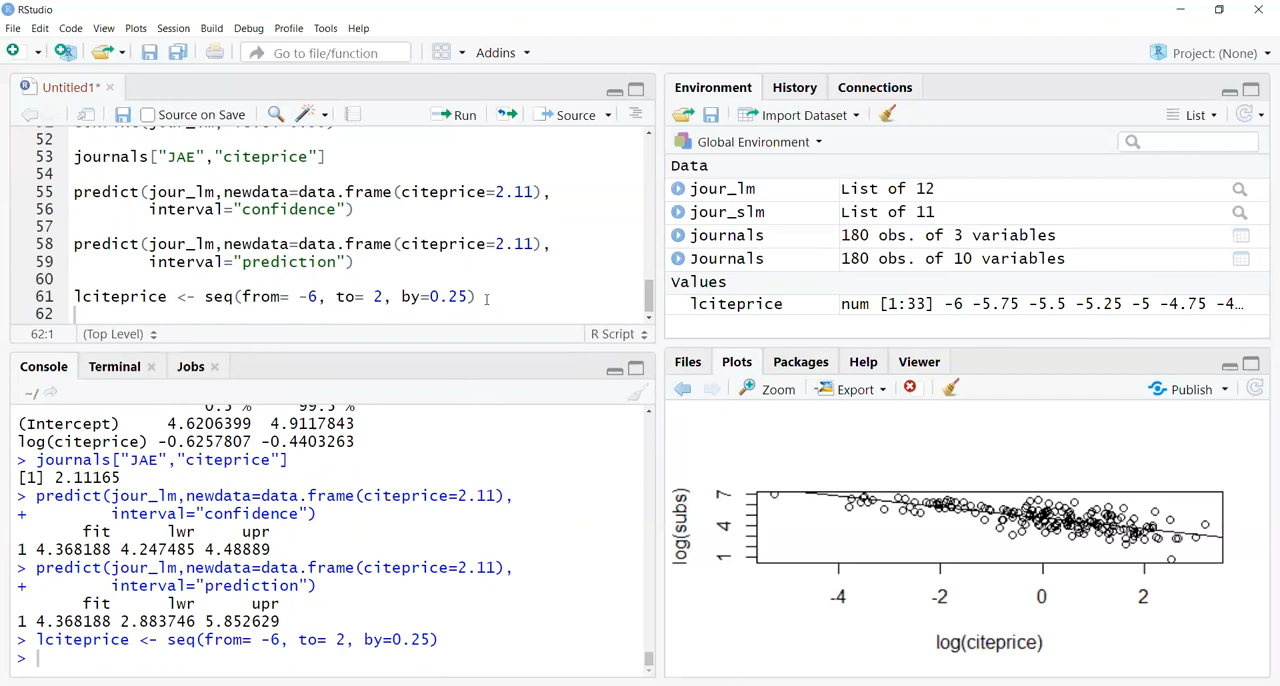 RStudio
File Edit Code View Plots Session Build Debug Profile Tools Help
Go to file/function
Addins
Project: (None)
Untitled1*
Source on Save
Run
Source
52
53 journals["JAE","citeprice"]
54
55 predict(jour_lm,newdata=data.frame(citeprice=2.11),
56 interval="confidence")
57
58 predict(jour_lm,newdata=data.frame(citeprice=2.11),
59 interval="prediction")
60
61 lciteprice <- seq(from= -6, to= 2, by=0.25)
62
62:1 (Top Level) R Script
Console Terminal Jobs
~/
0.5 % 99.5 %
(Intercept) 4.6206399 4.9117843
log(citeprice) -0.6257807 -0.4403263
> journals["JAE","citeprice"]
[1] 2.11165
> predict(jour_lm,newdata=data.frame(citeprice=2.11),
+ interval="confidence")
fit lwr upr
1 4.368188 4.247485 4.48889
> predict(jour_lm,newdata=data.frame(citeprice=2.11),
+ interval="prediction")
fit lwr upr
1 4.368188 2.883746 5.852629
> lciteprice <- seq(from= -6, to= 2, by=0.25)
>
Environment History Connections
Import Dataset
List
Global Environment
Data
jour_lm List of 12
jour_slm List of 11
journals 180 obs. of 3 variables
Journals 180 obs. of 10 variables
Values
lciteprice num [1:33] -6 -5.75 -5.5 -5.25 -5 -4.75 -4…
Files Plots Packages Help Viewer
Zoom Export Publish
log(subs)
7
4
1
-4 -2 0 2
log(citeprice)